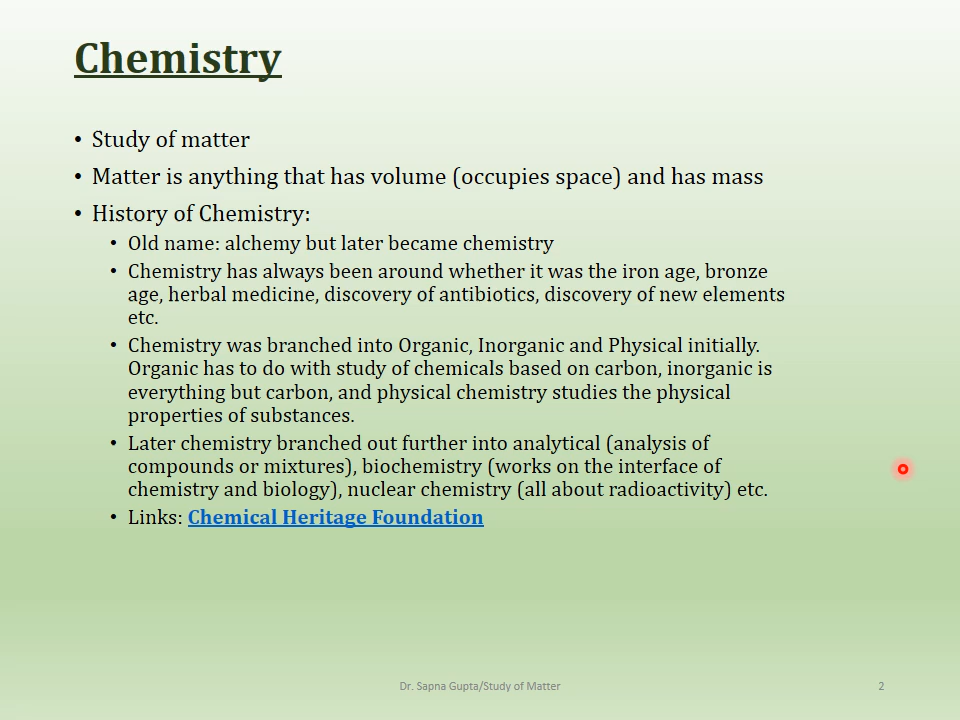 Chemistry
• Study of matter
• Matter is anything that has volume (occupies space) and has mass
• History of Chemistry:
• Old name: alchemy but later became chemistry
• Chemistry has always been around whether it was the iron age, bronze
age, herbal medicine, discovery of antibiotics, discovery of new elements
etc.
• Chemistry was branched into Organic, Inorganic and Physical initially.
Organic has to do with study of chemicals based on carbon, inorganic is
everything but carbon, and physical chemistry studies the physical
properties of substances.
• Later chemistry branched out further into analytical (analysis of
compounds or mixtures), biochemistry (works on the interface of
chemistry and biology), nuclear chemistry (all about radioactivity) etc.
• Links: Chemical Heritage Foundation
Dr. Sapna Gupta/Study of Matter
2